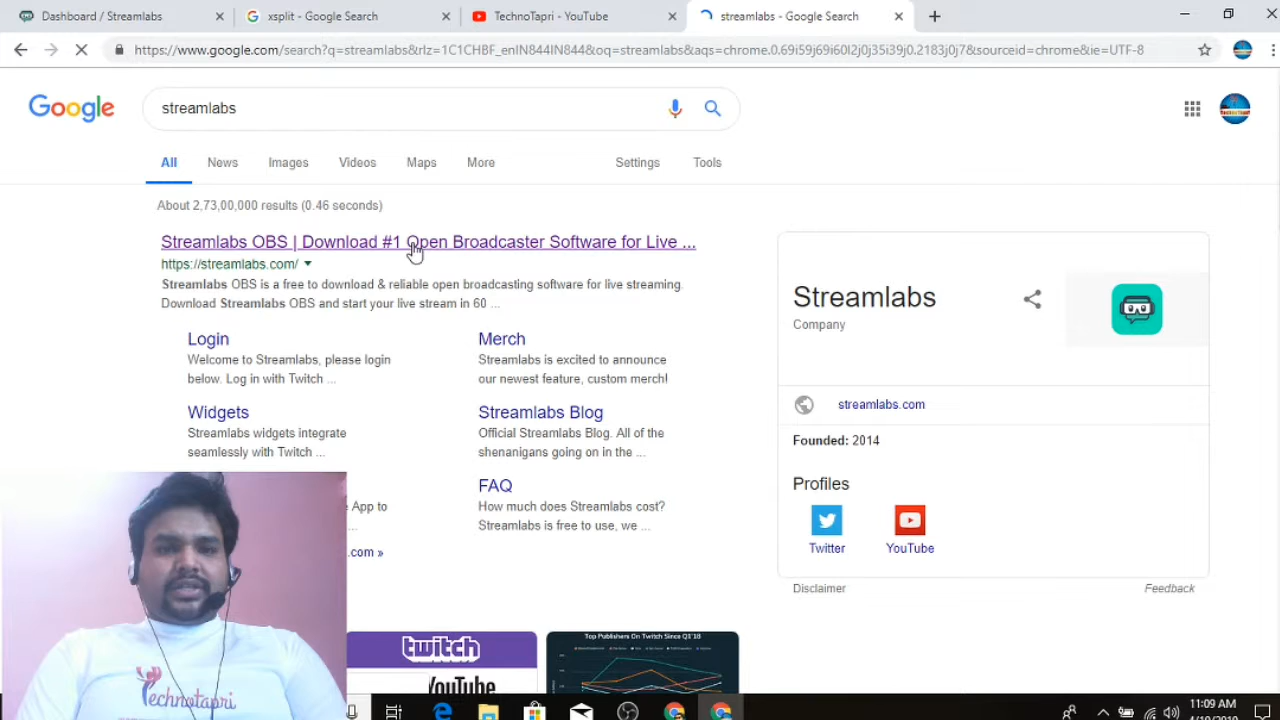 Dashboard / Streamlabs
xsplit - Google Search
TechnoTapri - YouTube
streamlabs - Google Search
https://www.google.com/search?q=streamlabs&rlz=1C1CHBF_enIN844IN844&oq=streamlabs&aqs=chrome.0.69i59j69i60l2j0j35i39j0.2183j0j7&sourceid=chrome&ie=UTF-8
Google
streamlabs
All
News
Images
Videos
Maps
More
Settings
Tools
About 2,73,00,000 results (0.46 seconds)
Streamlabs OBS | Download #1 Open Broadcaster Software for Live ...
https://streamlabs.com/
Streamlabs OBS is a free to download & reliable open broadcasting software for live streaming.
Download Streamlabs OBS and start your live stream in 60 ...
Login
Welcome to Streamlabs, please login
below. Log in with Twitch ...
Merch
Streamlabs is excited to announce
our newest feature, custom merch!
Widgets
Streamlabs widgets integrate
seamlessly with Twitch ...
Streamlabs Blog
Official Streamlabs Blog. All of the
shenanigans going on in the ...
App to
...
FAQ
How much does Streamlabs cost?
Streamlabs is free to use, we ...
.com »
Streamlabs
Company
streamlabs.com
Founded: 2014
Profiles
Twitter
YouTube
Disclaimer
Feedback
twitch
YouTube
Top Publishers On Twitch Since Q1'18
Technotapri
11:09 AM